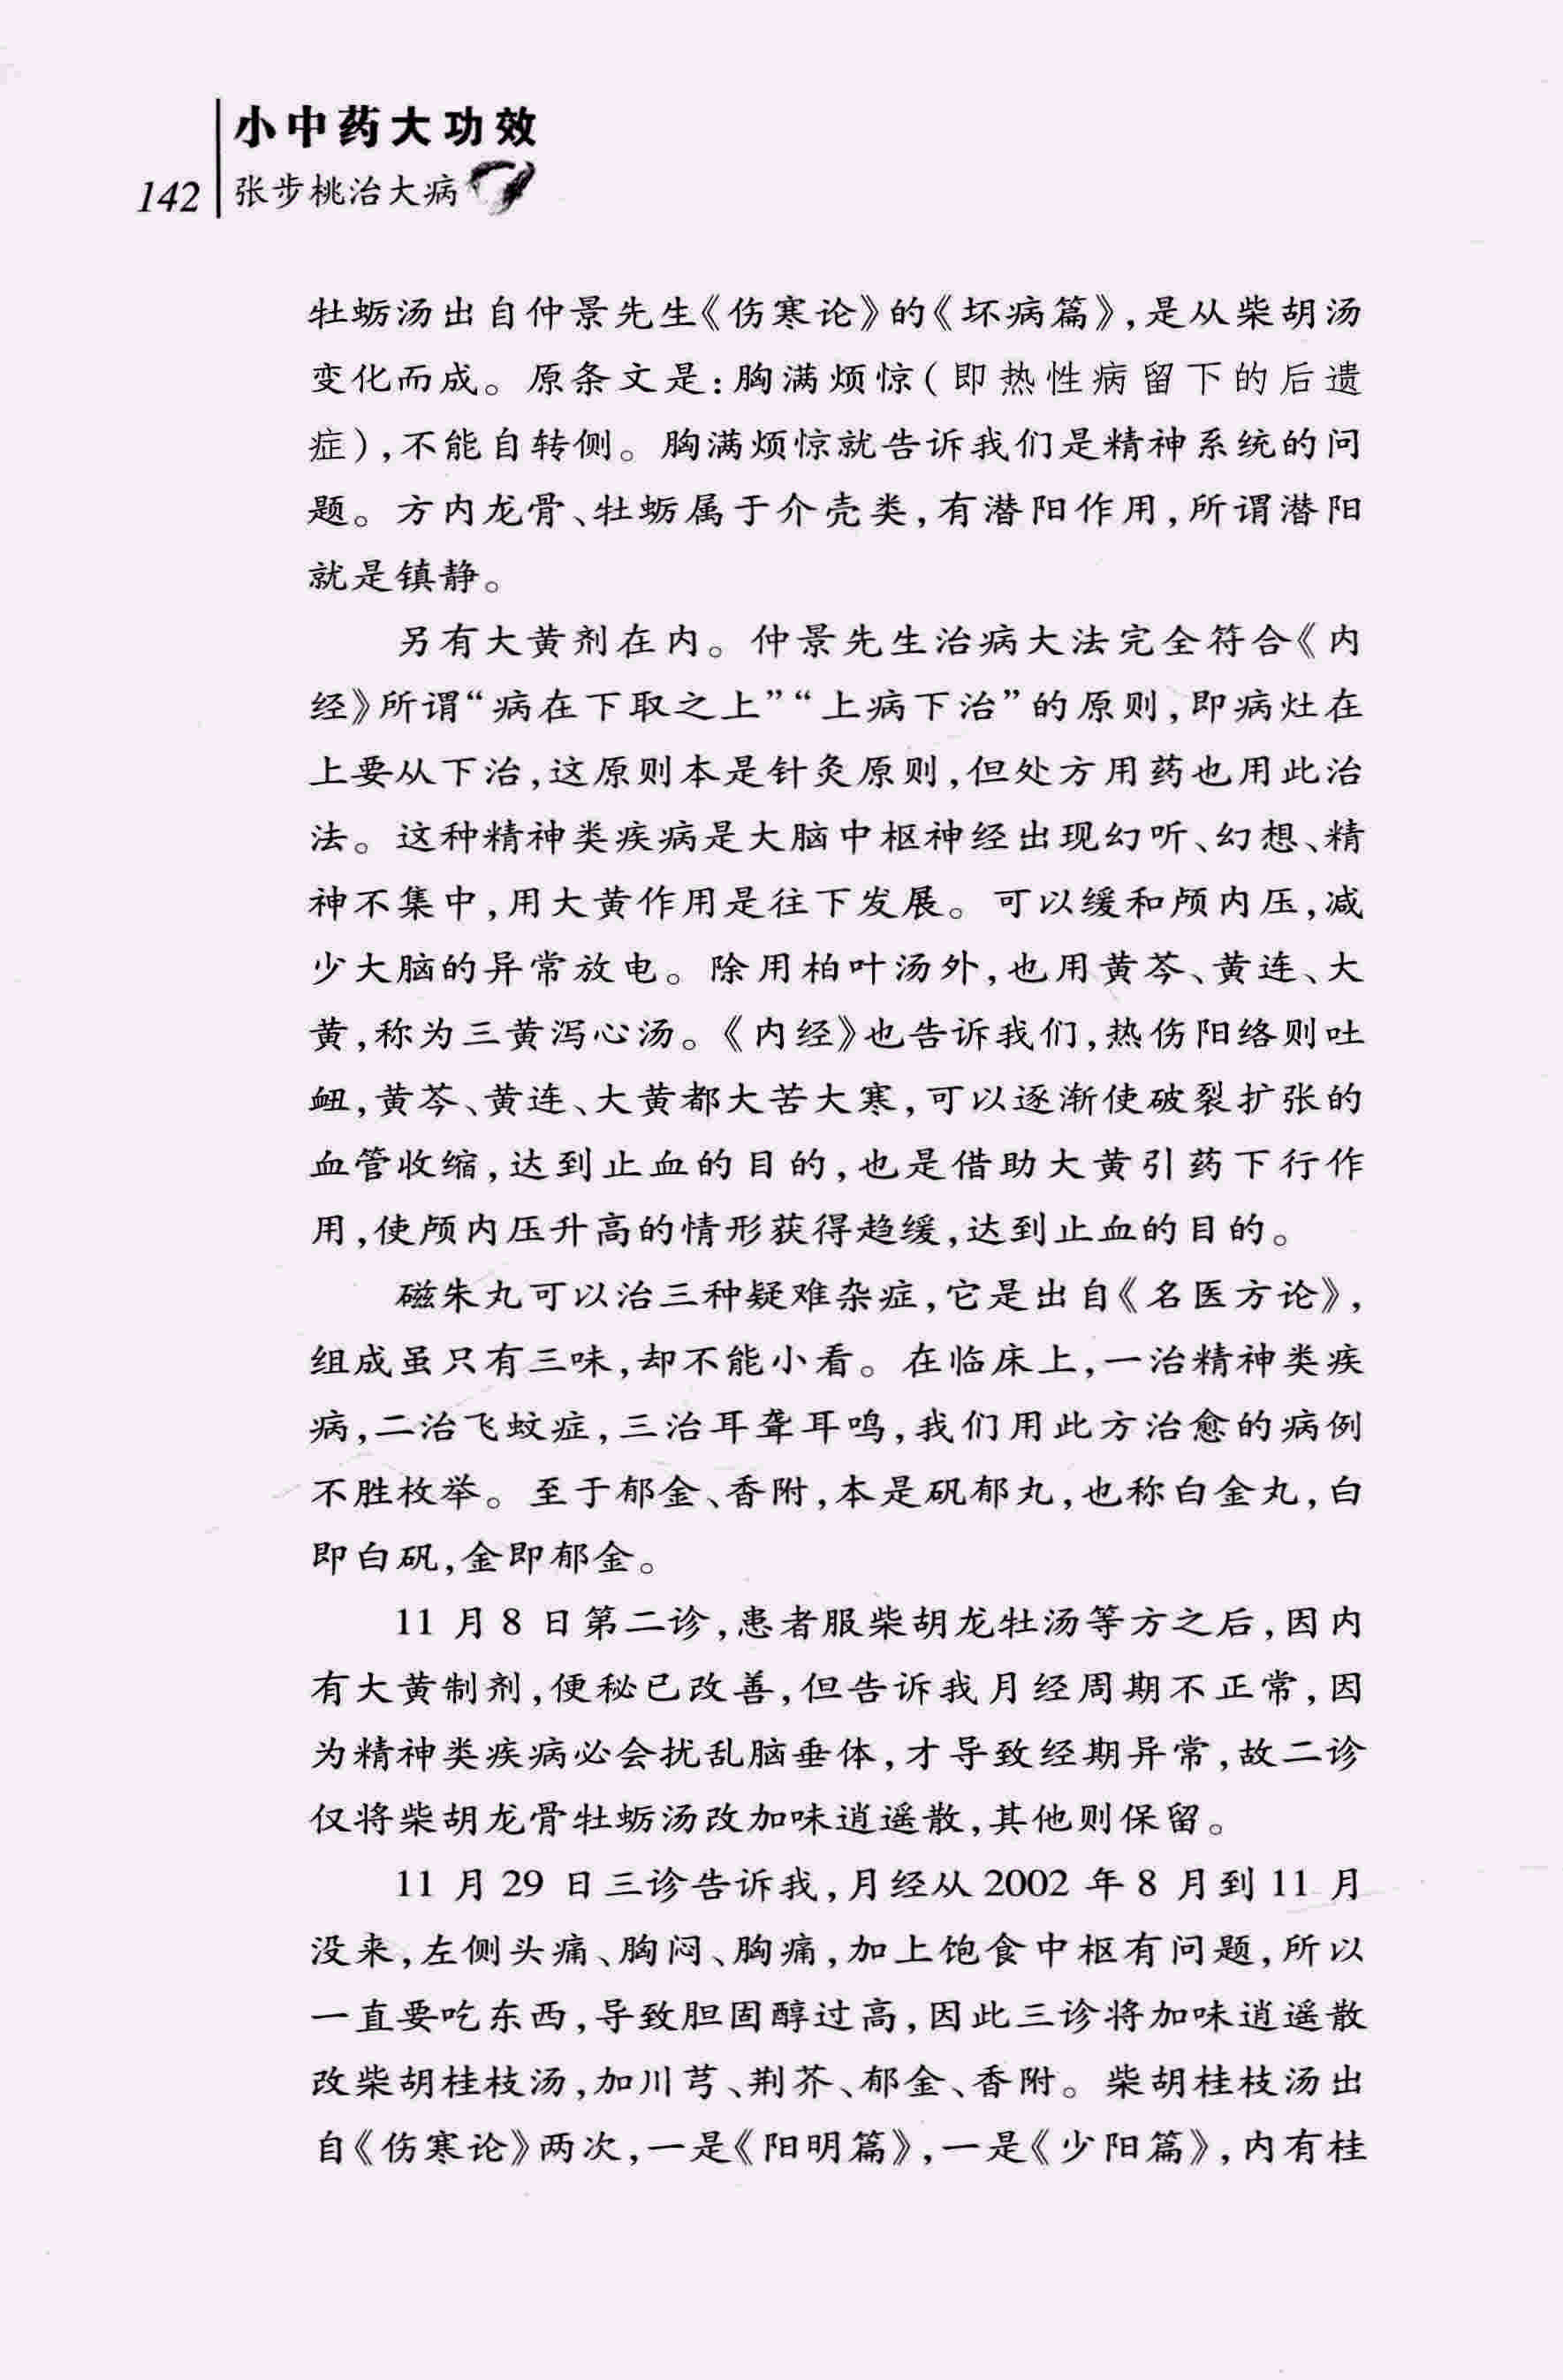 小中药大功效
142 张步桃治大病
牡蛎汤出自仲景先生《伤寒论》的《坏病篇》,是从柴胡汤
变化而成。原条文是:胸满烦惊(即热性病留下的后遗
症),不能自转侧。胸满烦惊就告诉我们是精神系统的问
题。方内龙骨、牡蛎属于介壳类,有潜阳作用,所谓潜阳
就是镇静。
另有大黄剂在内。仲景先生治病大法完全符合《内
经》所谓“病在下取之上”“上病下治”的原则,即病灶在
上要从下治,这原则本是针灸原则,但处方用药也用此治
法。这种精神类疾病是大脑中枢神经出现幻听、幻想、精
神不集中,用大黄作用是往下发展。可以缓和颅内压,减
少大脑的异常放电。除用柏叶汤外,也用黄芩、黄连、大
黄,称为三黄泻心汤。《内经》也告诉我们,热伤阳络则吐
衄,黄芩、黄连、大黄都大苦大寒,可以逐渐使破裂扩张的
血管收缩,达到止血的目的,也是借助大黄引药下行作
用,使颅内压升高的情形获得趋缓,达到止血的目的。
磁朱丸可以治三种疑难杂症,它是出自《名医方论》,
组成虽只有三味,却不能小看。在临床上,一治精神类疾
病,二治飞蚊症,三治耳聋耳鸣,我们用此方治愈的病例
不胜枚举。至于郁金、香附,本是矾郁丸,也称白金丸,白
即白矾,金即郁金。
11 月 8 日第二诊,患者服柴胡龙牡汤等方之后,因内
有大黄制剂,便秘已改善,但告诉我月经周期不正常,因
为精神类疾病必会扰乱脑垂体,才导致经期异常,故二诊
仅将柴胡龙骨牡蛎汤改加味逍遥散,其他则保留。
11 月 29 日三诊告诉我,月经从 2002 年 8 月到 11 月
没来,左侧头痛、胸闷、胸痛,加上饱食中枢有问题,所以
一直要吃东西,导致胆固醇过高,因此三诊将加味逍遥散
改柴胡桂枝汤,加川芎、荆芥、郁金、香附。柴胡桂枝汤出
自《伤寒论》两次,一是《阳明篇》,一是《少阳篇》,内有桂